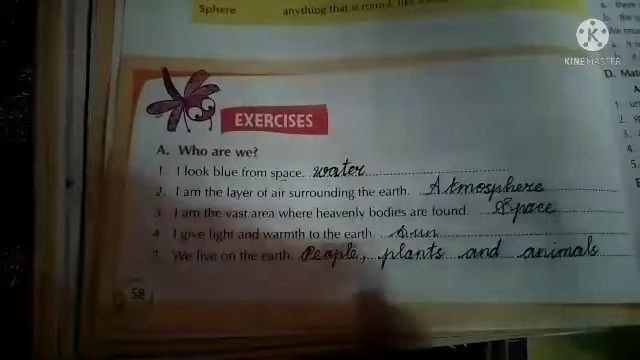 Sphere anything that is round, like a
KINEMASTER
D. Mat
EXERCISES
A. Who are we?
1. I look blue from space. water
2. I am the layer of air surrounding the earth. Atmosphere
3. I am the vast area where heavenly bodies are found. Space
4. I give light and warmth to the earth. Sun
We live on the earth. People, plants and animals
58